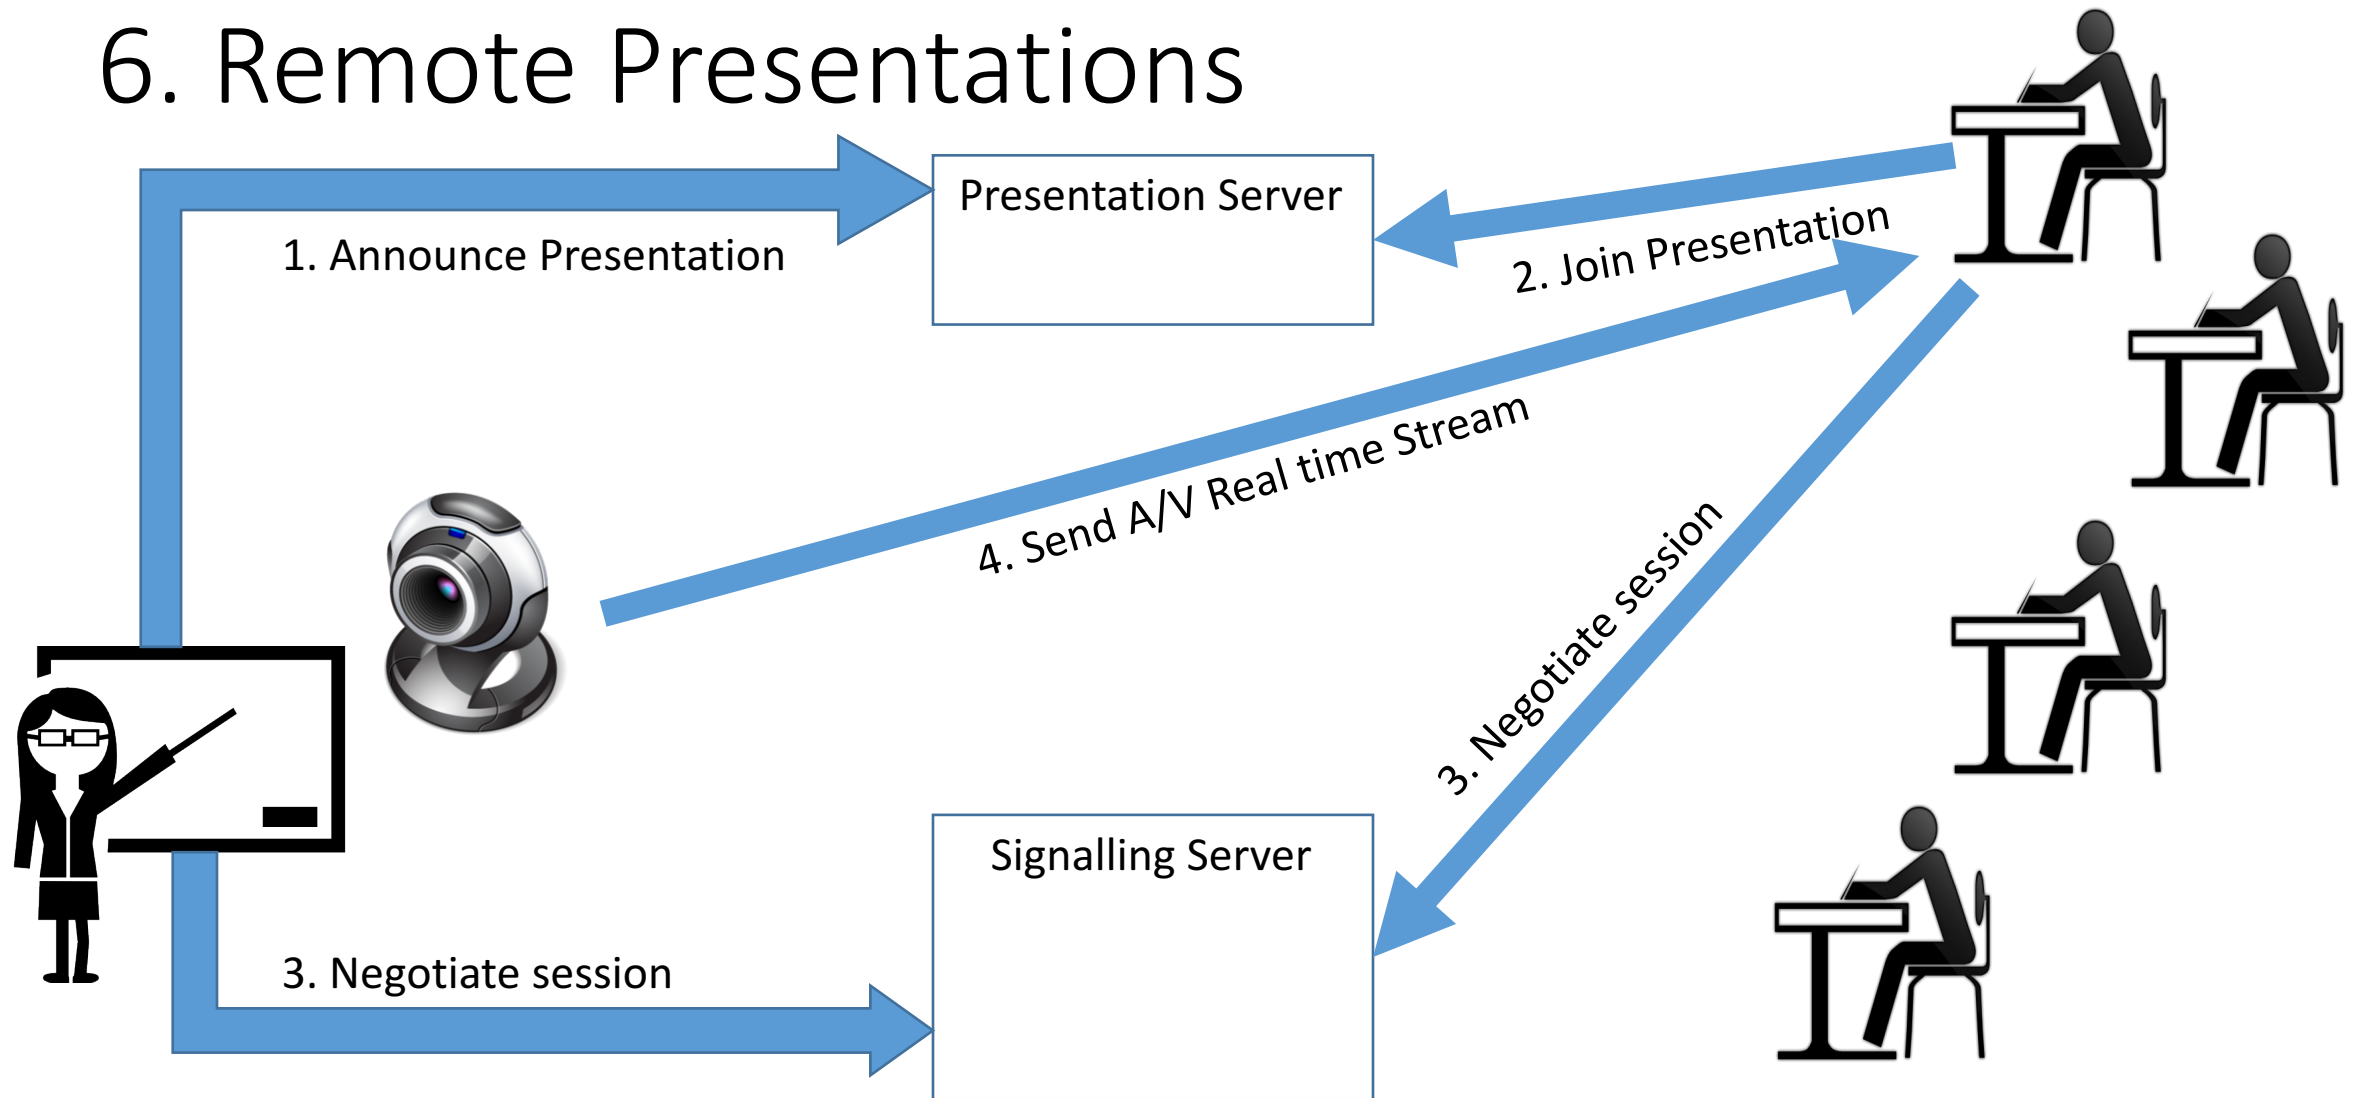 6. Remote Presentations
Presentation Server
1. Announce Presentation
2. Join Presentation
4. Send A/V Real time Stream
3. Negotiate session
Signalling Server
3. Negotiate session